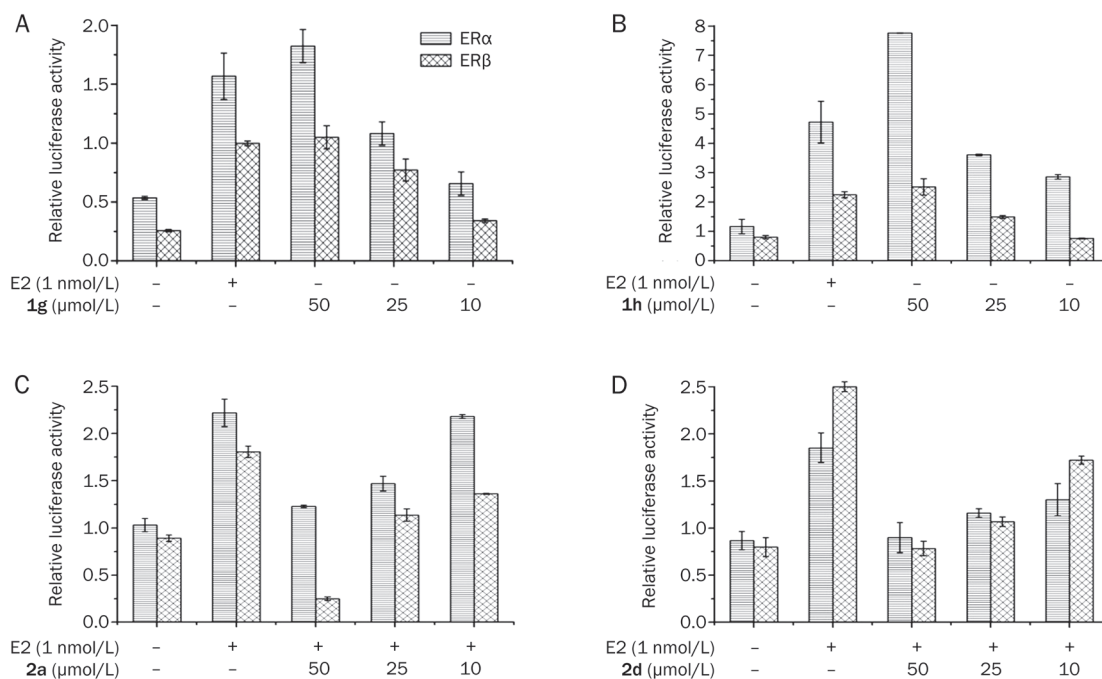 A
Relative luciferase activity
2.0
1.5
1.0
0.5
0.0
ERα
ERβ
E2 (1 nmol/L) – + – – –
1g (µmol/L) – – 50 25 10
B
Relative luciferase activity
8
7
6
5
4
3
2
1
0
E2 (1 nmol/L) – + – – –
1h (µmol/L) – – 50 25 10
C
Relative luciferase activity
2.5
2.0
1.5
1.0
0.5
0.0
E2 (1 nmol/L) – + + + +
2a (µmol/L) – – 50 25 10
D
Relative luciferase activity
2.5
2.0
1.5
1.0
0.5
0.0
E2 (1 nmol/L) – + + + +
2d (µmol/L) – – 50 25 10